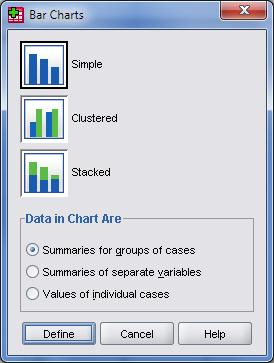 Bar Charts
Simple
Clustered
Stacked
Data in Chart Are
Summaries for groups of cases
Summaries of separate variables
Values of individual cases
Define
Cancel
Help